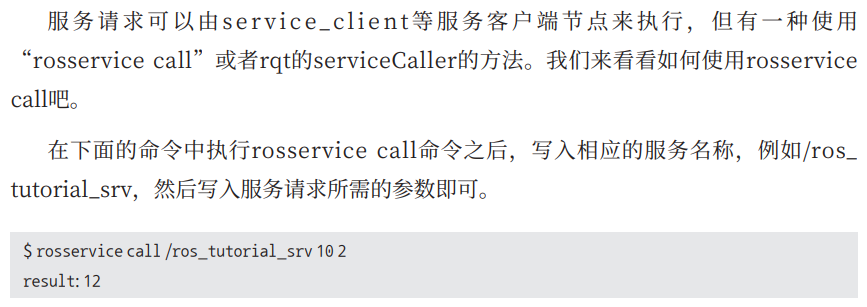 服务请求可以由service_client等服务客户端节点来执行，但有一种使用
“rosservice call”或者rqt的serviceCaller的方法。我们来看看如何使用rosservice
call吧。
在下面的命令中执行rosservice call命令之后，写入相应的服务名称，例如/ros_
tutorial_srv，然后写入服务请求所需的参数即可。
$ rosservice call /ros_tutorial_srv 10 2
result: 12